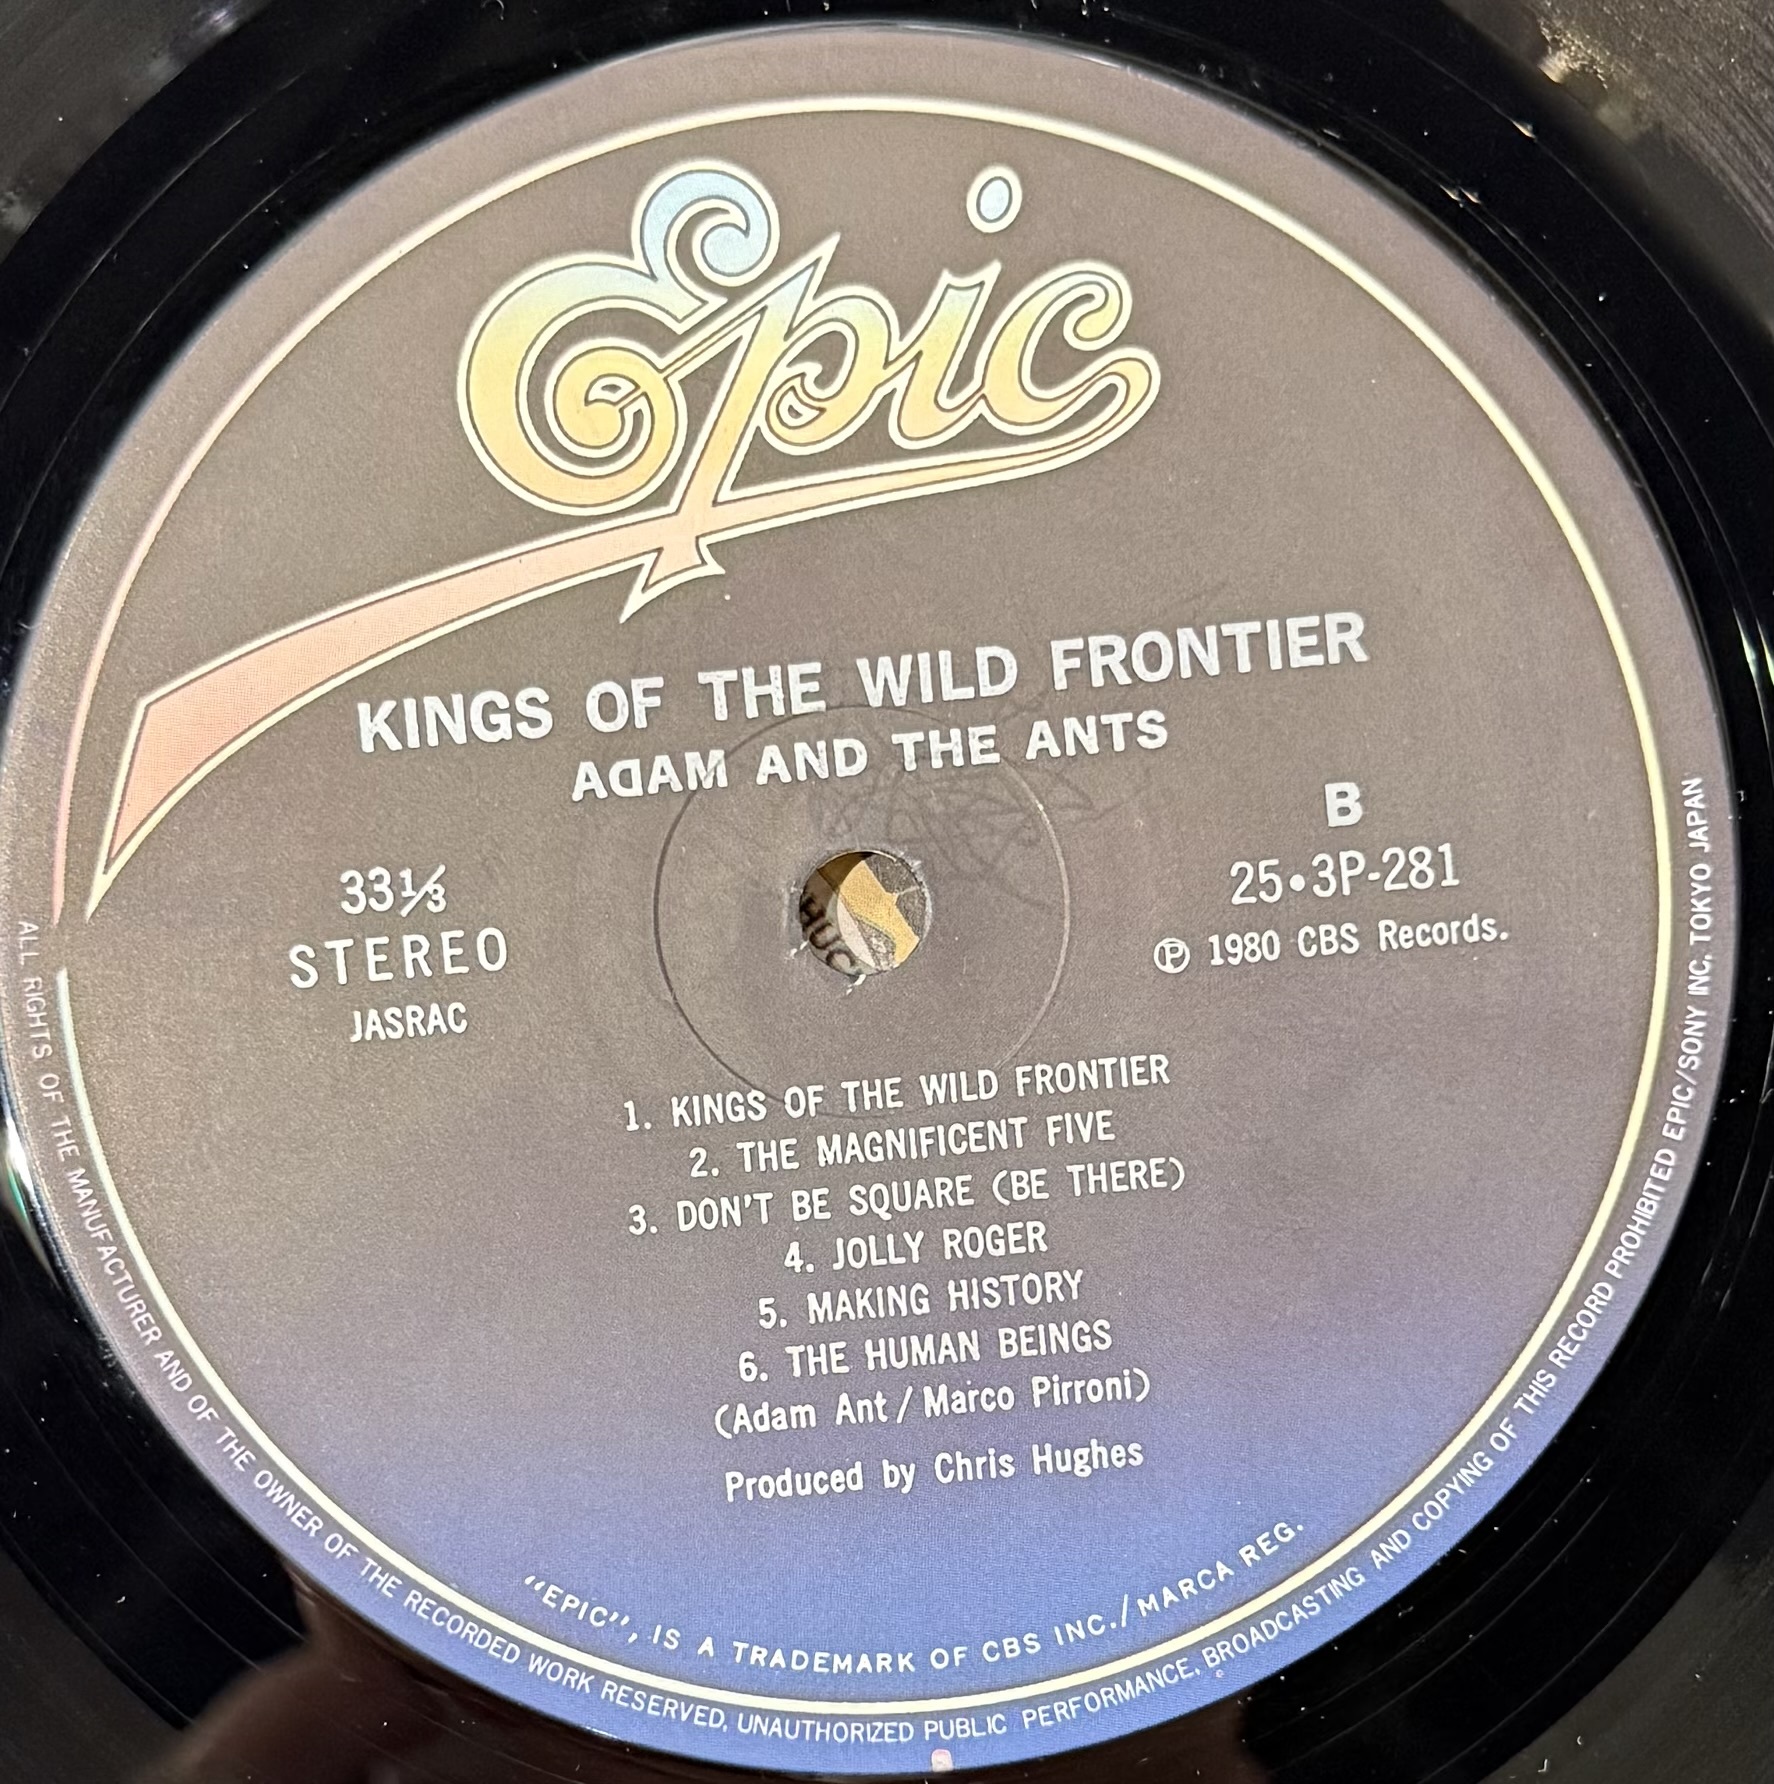 Epic
KINGS OF THE WILD FRONTIER
ADAM AND THE ANTS
33⅓
STEREO
JASRAC
B
25•3P-281
Ⓟ 1980 CBS Records.
1. KINGS OF THE WILD FRONTIER
2. THE MAGNIFICENT FIVE
3. DON'T BE SQUARE (BE THERE)
4. JOLLY ROGER
5. MAKING HISTORY
6. THE HUMAN BEINGS
(Adam Ant / Marco Pirroni)
Produced by Chris Hughes
"EPIC", IS A TRADEMARK OF CBS INC./MARCA REG.
ALL RIGHTS OF THE MANUFACTURER AND OF THE OWNER OF THE RECORDED WORK RESERVED. UNAUTHORIZED PUBLIC PERFORMANCE, BROADCASTING AND COPYING OF THIS RECORD PROHIBITED EPIC/SONY INC. TOKYO JAPAN